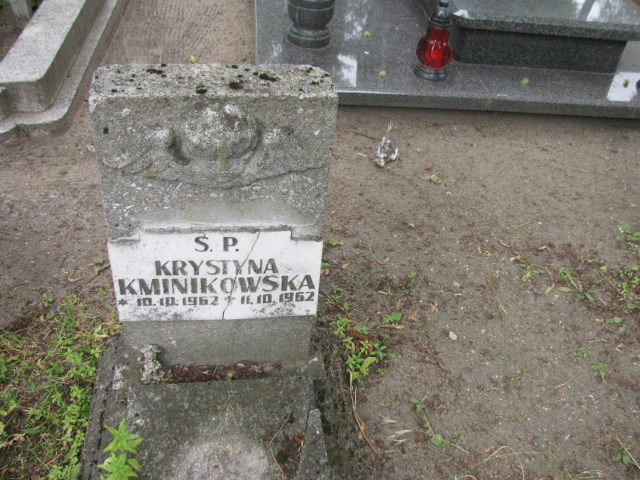 Ś. P.
KRYSTYNA
KMINIKOWSKA
* 10.10.1962 + 11.10.1962